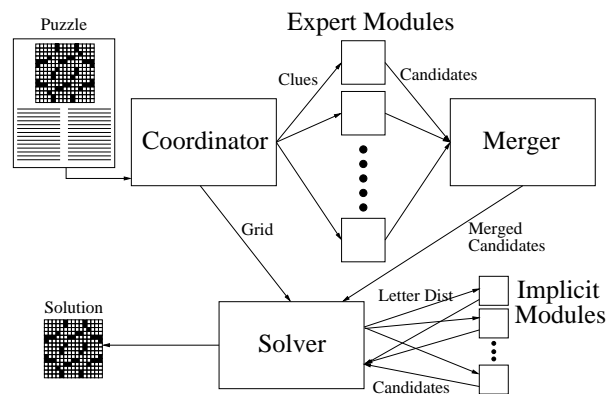 Puzzle
Expert Modules
Clues
Candidates
Coordinator
Merger
Grid
Merged
Candidates
Solution
Letter Dist
Implicit
Modules
Solver
Candidates